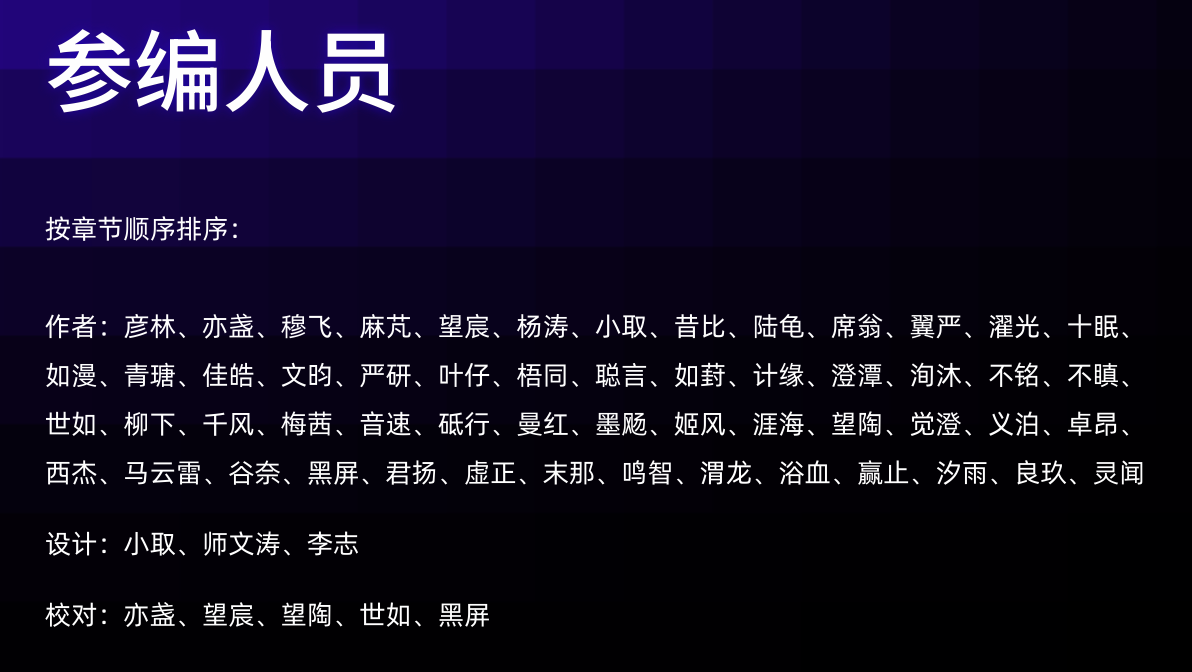 参编人员
按章节顺序排序：
作者：彦林、亦盏、穆飞、麻芃、望宸、杨涛、小取、昔比、陆龟、席翁、翼严、濯光、十眠、
如漫、青瑭、佳皓、文昀、严研、叶仔、梧同、聪言、如葑、计缘、澄潭、洵沐、不铭、不瞋、
世如、柳下、千风、梅茜、音速、砥行、曼红、墨飏、姬风、涯海、望陶、觉澄、义泊、卓昂、
西杰、马云雷、谷奈、黑屏、君扬、虚正、末那、鸣智、渭龙、浴血、赢止、汐雨、良玖、灵闻
设计：小取、师文涛、李志
校对：亦盏、望宸、望陶、世如、黑屏